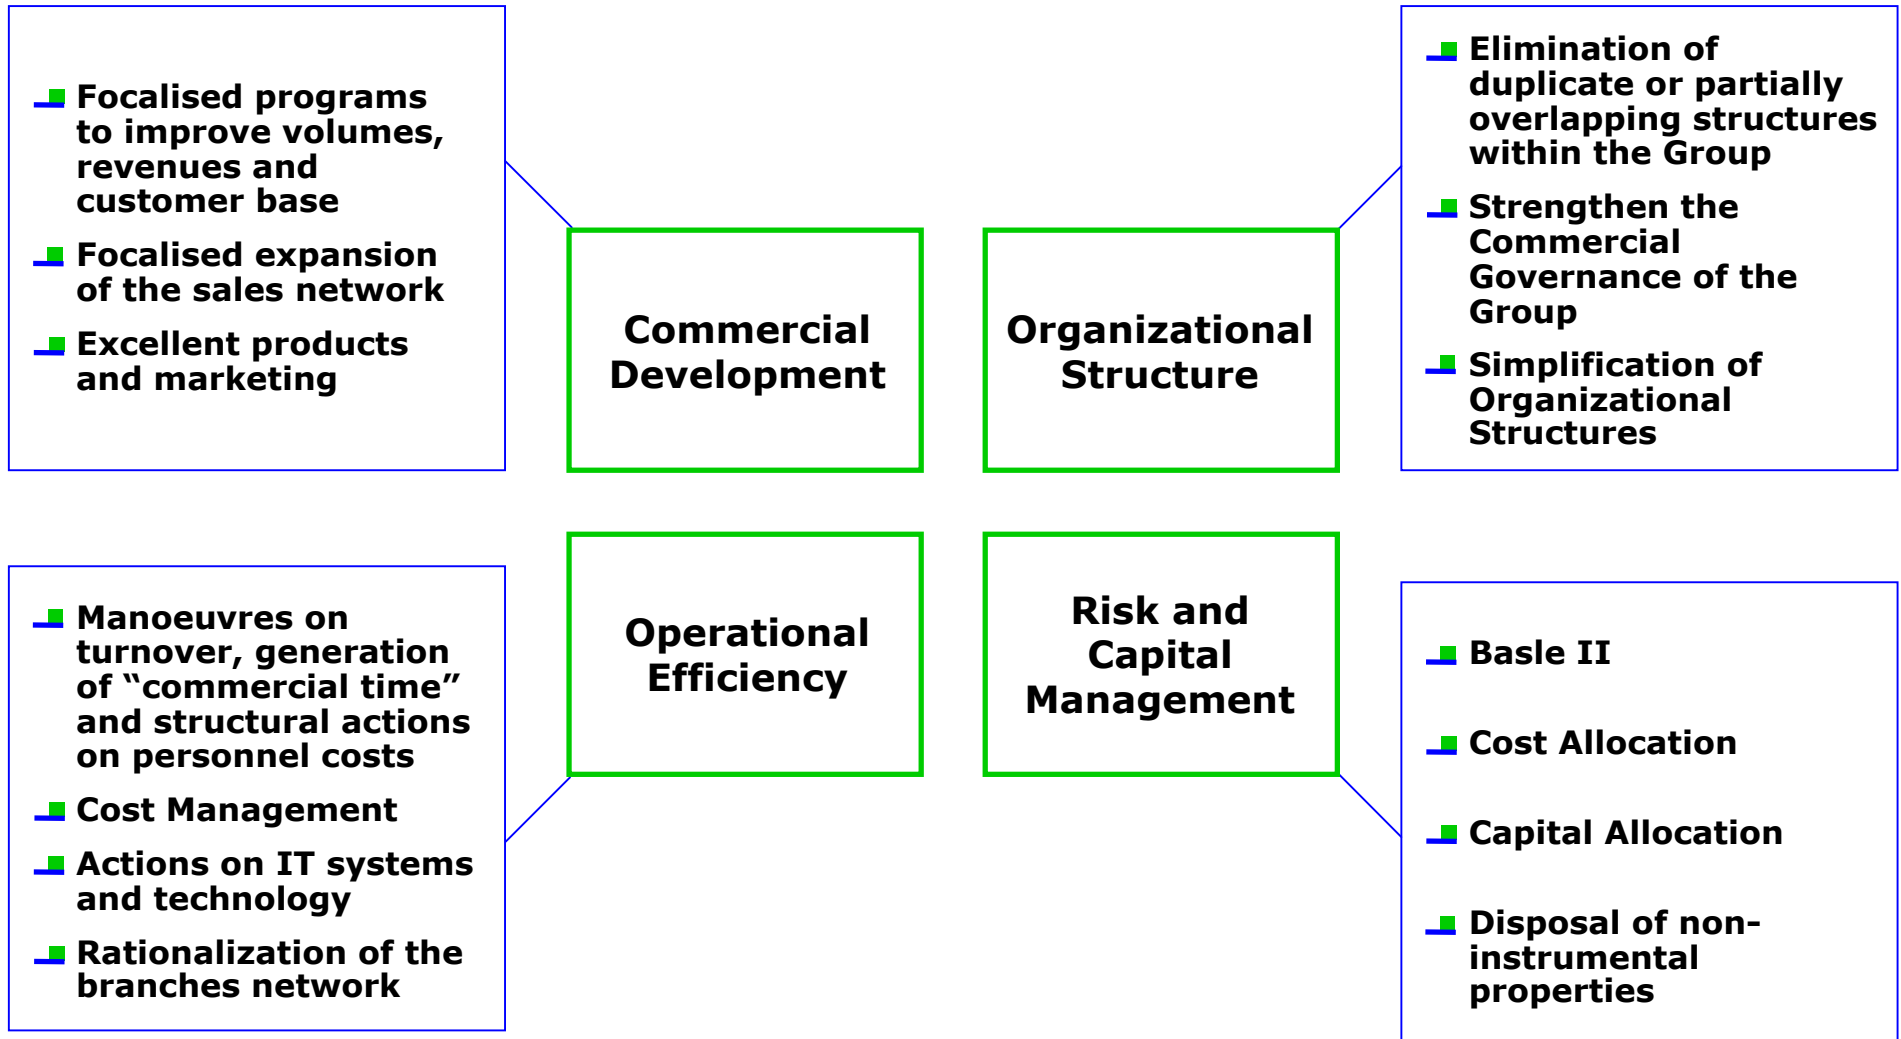 Focalised programs
to improve volumes,
revenues and
customer base
Focalised expansion
of the sales network
Excellent products
and marketing
Commercial
Development
Organizational
Structure
Elimination of
duplicate or partially
overlapping structures
within the Group
Strengthen the
Commercial
Governance of the
Group
Simplification of
Organizational
Structures
Manoeuvres on
turnover, generation
of “commercial time”
and structural actions
on personnel costs
Cost Management
Actions on IT systems
and technology
Rationalization of the
branches network
Operational
Efficiency
Risk and
Capital
Management
Basle II
Cost Allocation
Capital Allocation
Disposal of non-
instrumental
properties